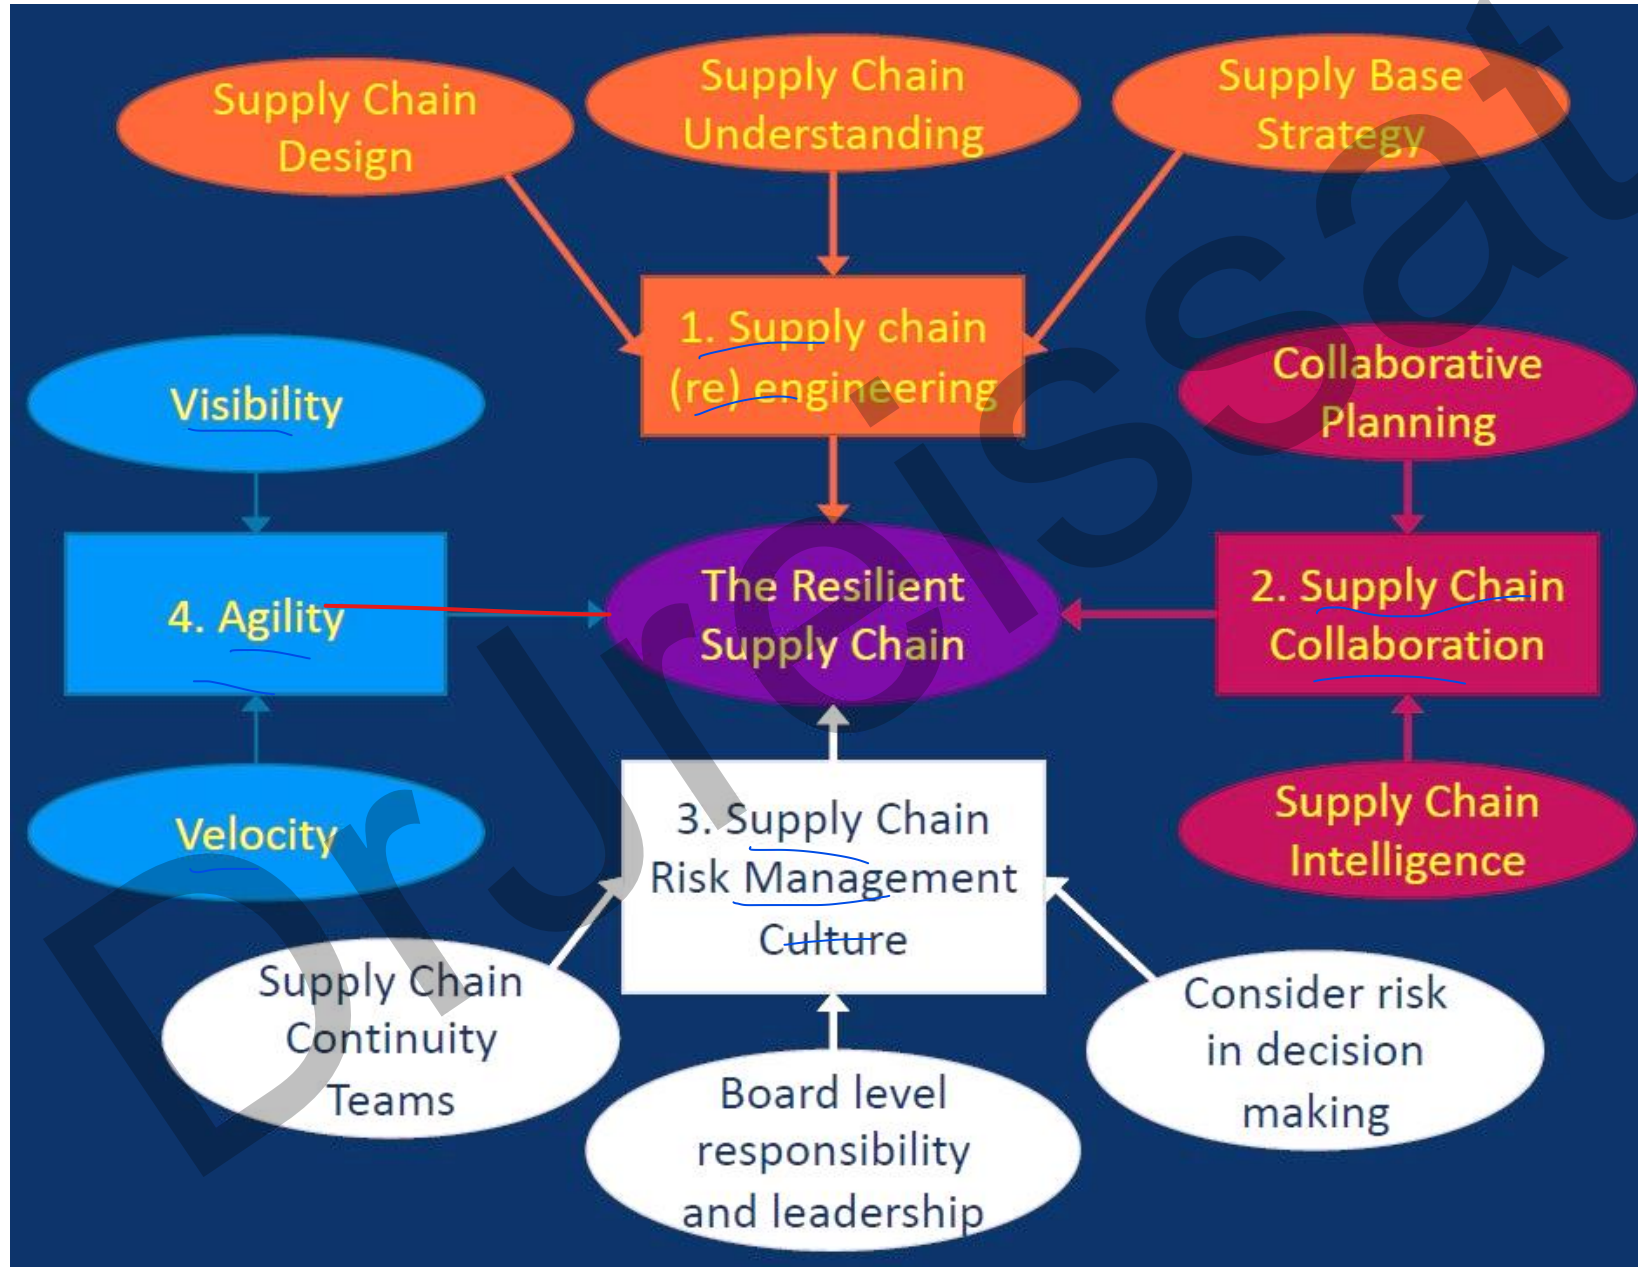 Supply Chain
Design
Supply Chain
Understanding
Supply Base
Strategy
1. Supply chain
(re) engineering
Visibility
Collaborative
Planning
4. Agility
The Resilient
Supply Chain
2. Supply Chain
Collaboration
Velocity
3. Supply Chain
Risk Management
Culture
Supply Chain
Intelligence
Supply Chain
Continuity
Teams
Board level
responsibility
and leadership
Consider risk
in decision
making
DrJreissat